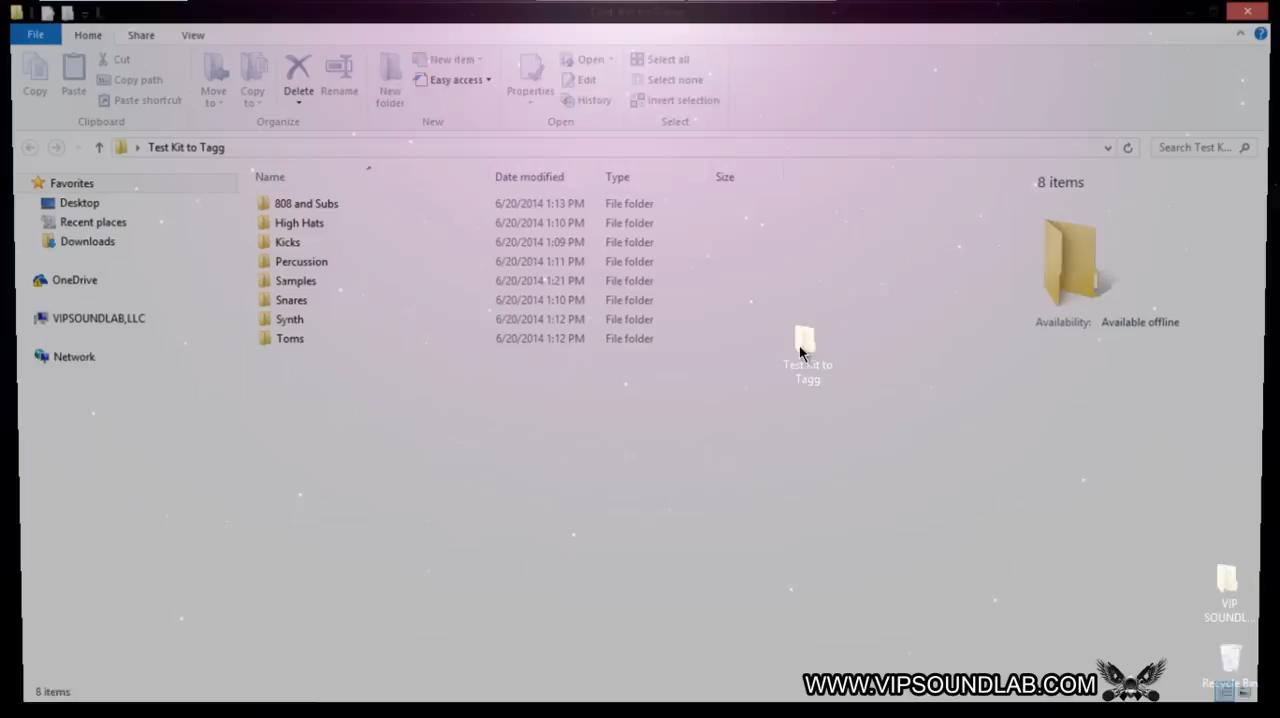 File Home Share View
Copy Paste Cut Copy path Paste shortcut Move to Copy to Delete Rename New folder New item Easy access Properties Open Edit History Select all Select none Invert selection
Clipboard Organize New Open Select
Test Kit to Tagg Search Test K...
Favorites
Desktop
Recent places
Downloads
OneDrive
VIPSOUNDLAB,LLC
Network
Name Date modified Type Size
808 and Subs 6/20/2014 1:13 PM File folder
High Hats 6/20/2014 1:10 PM File folder
Kicks 6/20/2014 1:09 PM File folder
Percussion 6/20/2014 1:11 PM File folder
Samples 6/20/2014 1:21 PM File folder
Snares 6/20/2014 1:10 PM File folder
Synth 6/20/2014 1:12 PM File folder
Toms 6/20/2014 1:12 PM File folder
8 items
Availability: Available offline
Test Kit to
Tagg
VIP
SOUNDL...
Recycle Bin
8 items
WWW.VIPSOUNDLAB.COM